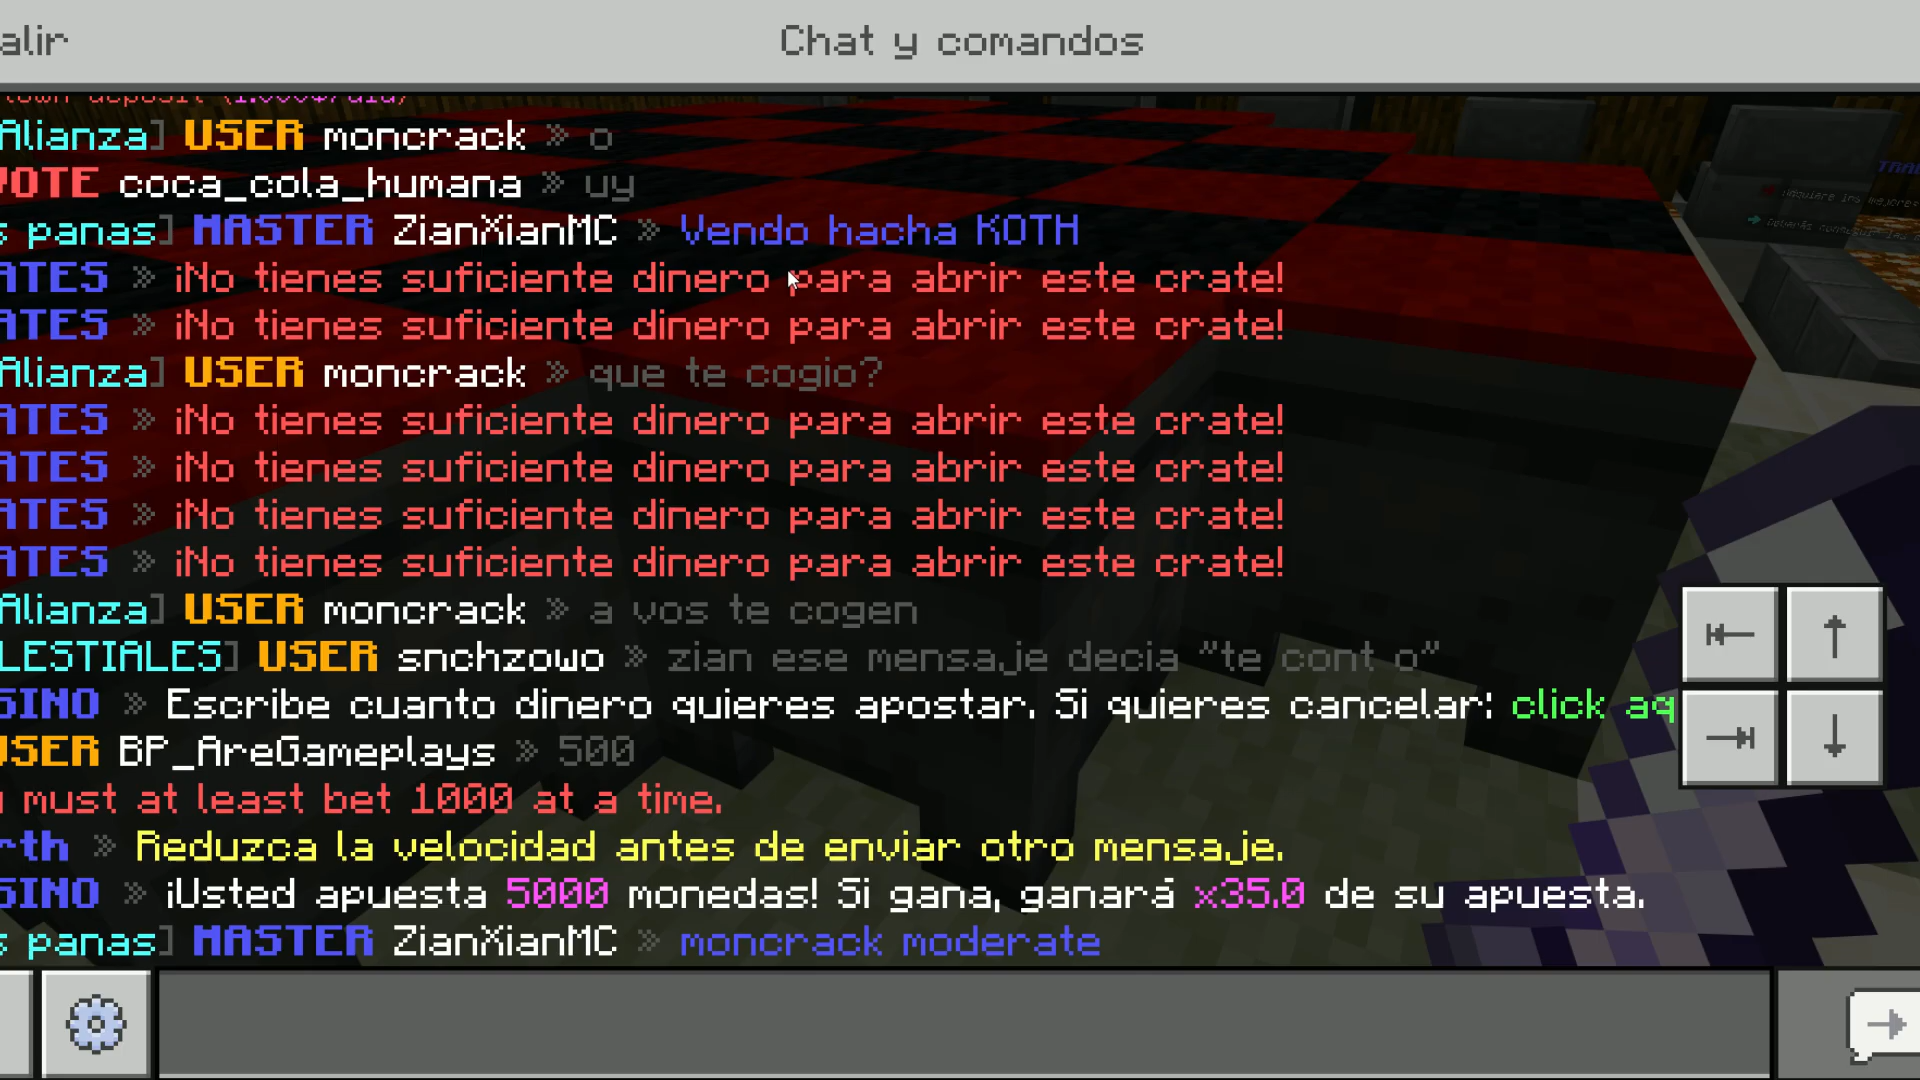 alir
Chat y comandos
town deposit (1.000$/día)
Alianza] USER moncrack » o
VOTE coca_cola_humana » uy
s panas] MASTER ZianXianMC » Vendo hacha KOTH
ATES » ¡No tienes suficiente dinero para abrir este crate!
ATES » ¡No tienes suficiente dinero para abrir este crate!
Alianza] USER moncrack » que te cogio?
ATES » ¡No tienes suficiente dinero para abrir este crate!
ATES » ¡No tienes suficiente dinero para abrir este crate!
ATES » ¡No tienes suficiente dinero para abrir este crate!
ATES » ¡No tienes suficiente dinero para abrir este crate!
Alianza] USER moncrack » a vos te cogen
LESTIALES] USER snchzowo » zian ese mensaje decia "te cont o"
SINO » Escribe cuanto dinero quieres apostar. Si quieres cancelar: click aq
USER BP_AreGameplays » 500
u must at least bet 1000 at a time.
rth » Reduzca la velocidad antes de enviar otro mensaje.
SINO » ¡Usted apuesta 5000 monedas! Si gana, ganará x35.0 de su apuesta.
s panas] MASTER ZianXianMC » moncrack moderate